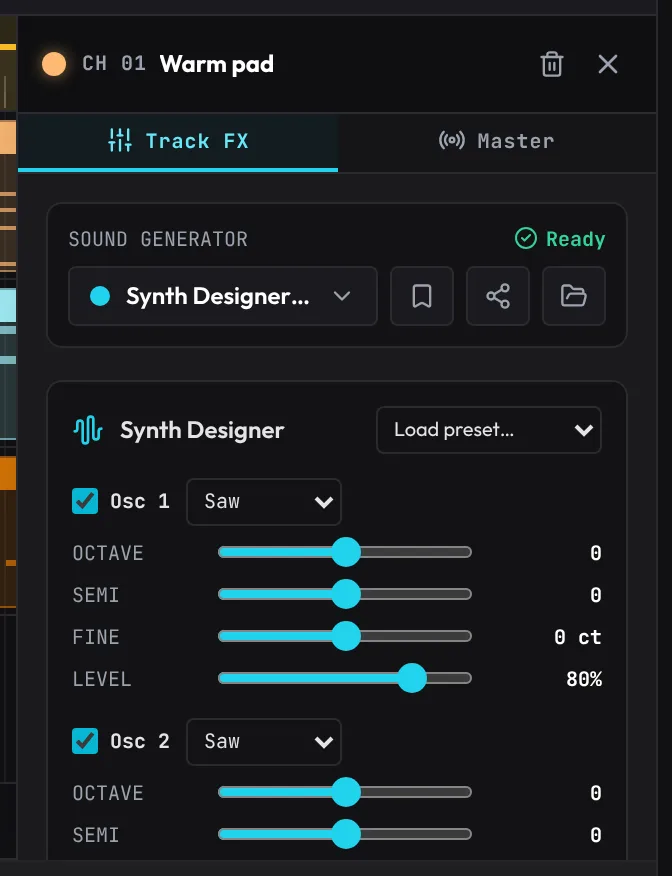 CH 01 Warm pad
Track FX
Master
SOUND GENERATOR
Ready
Synth Designer...
Synth Designer
Load preset...
Osc 1
Saw
OCTAVE 0
SEMI 0
FINE 0 ct
LEVEL 80%
Osc 2
Saw
OCTAVE 0
SEMI 0